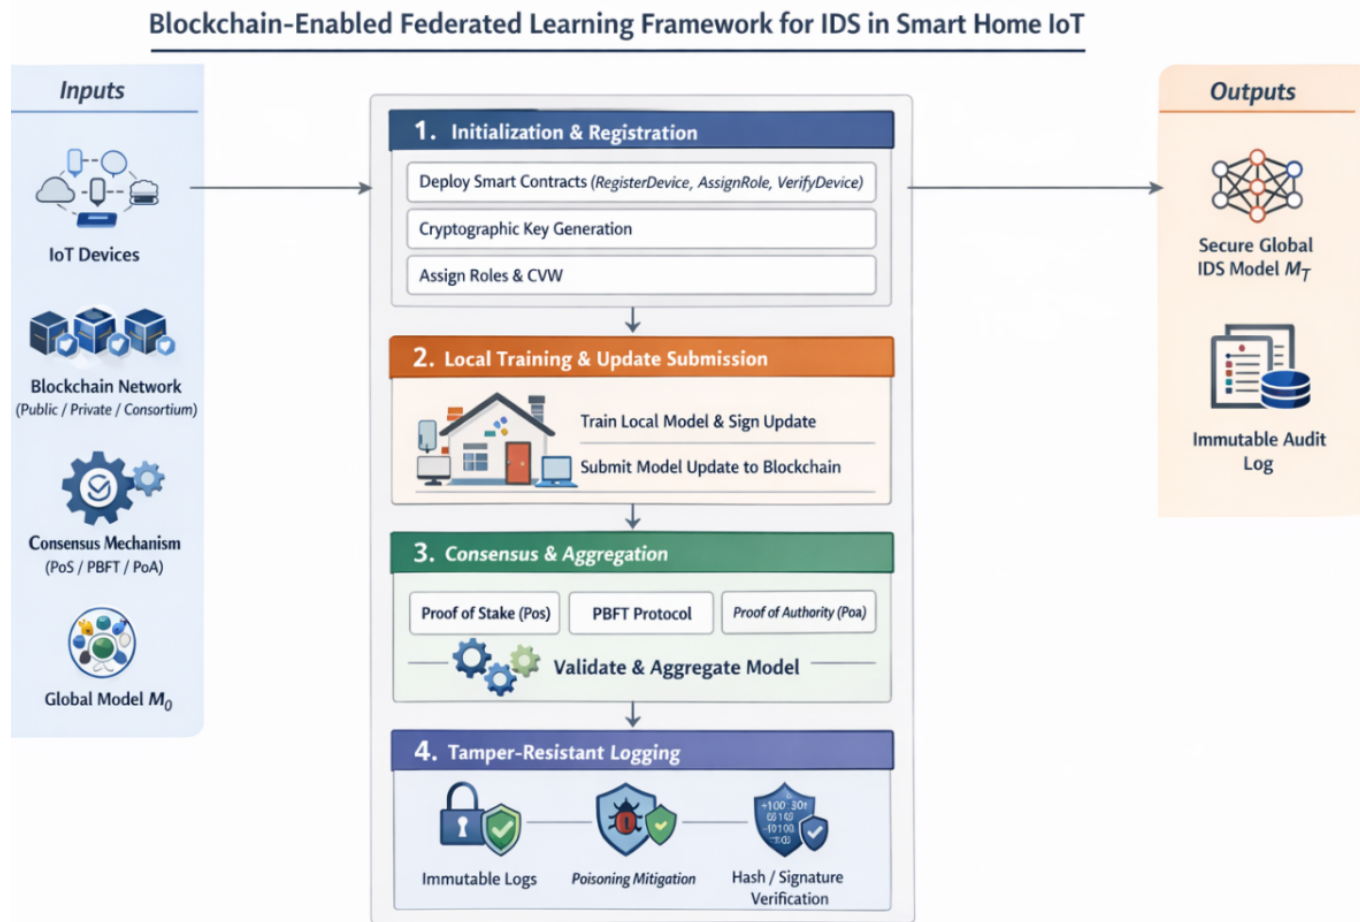 Blockchain-Enabled Federated Learning Framework for IDS in Smart Home IoT
Inputs
IoT Devices
Blockchain Network
(Public / Private / Consortium)
Consensus Mechanism
(PoS / PBFT / PoA)
Global Model M0
1. Initialization & Registration
Deploy Smart Contracts (RegisterDevice, AssignRole, VerifyDevice)
Cryptographic Key Generation
Assign Roles & CVW
2. Local Training & Update Submission
Train Local Model & Sign Update
Submit Model Update to Blockchain
3. Consensus & Aggregation
Proof of Stake (Pos)
PBFT Protocol
Proof of Authority (Poa)
Validate & Aggregate Model
4. Tamper-Resistant Logging
Immutable Logs
Poisoning Mitigation
Hash / Signature
Verification
Outputs
Secure Global
IDS Model MT
Immutable Audit
Log